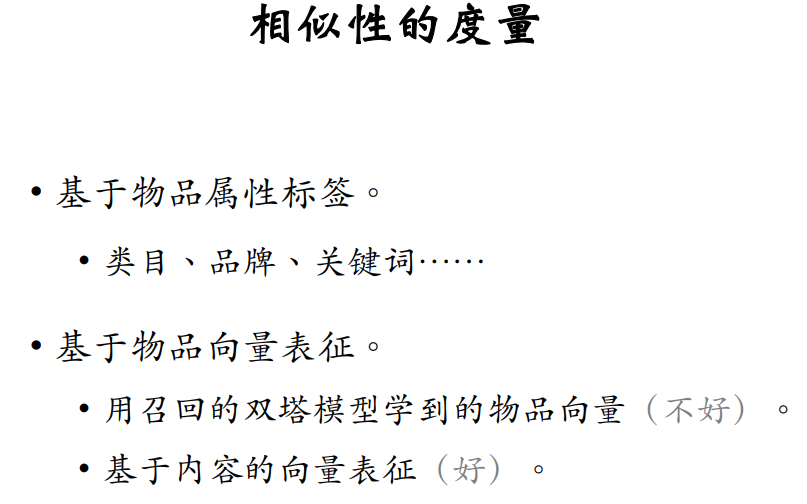 相似性的度量
• 基于物品属性标签。
• 类目、品牌、关键词……
• 基于物品向量表征。
• 用召回的双塔模型学到的物品向量（不好）。
• 基于内容的向量表征（好）。